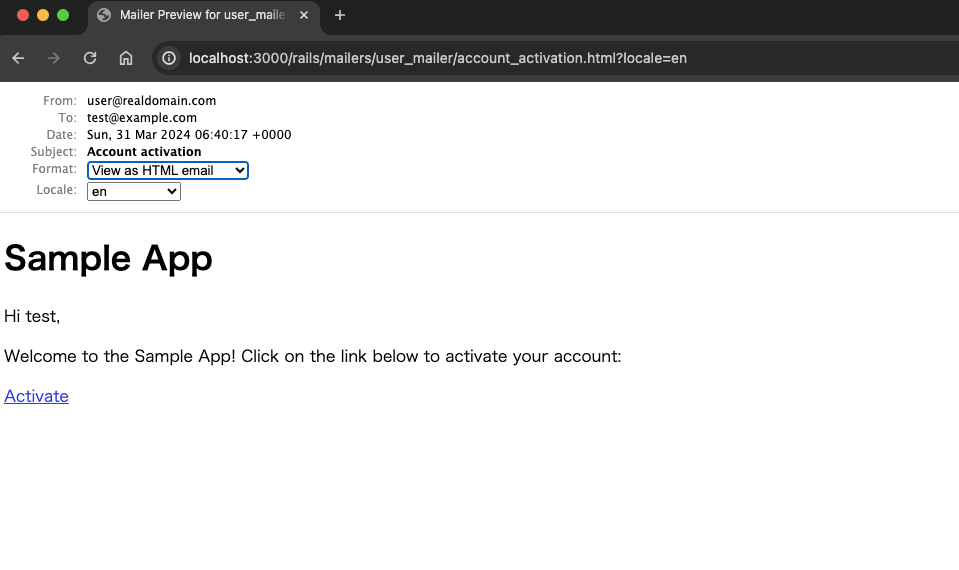 Mailer Preview for user_maile
localhost:3000/rails/mailers/user_mailer/account_activation.html?locale=en
From: user@realdomain.com
To: test@example.com
Date: Sun, 31 Mar 2024 06:40:17 +0000
Subject: Account activation
Format: View as HTML email
Locale: en
Sample App
Hi test,
Welcome to the Sample App! Click on the link below to activate your account:
Activate